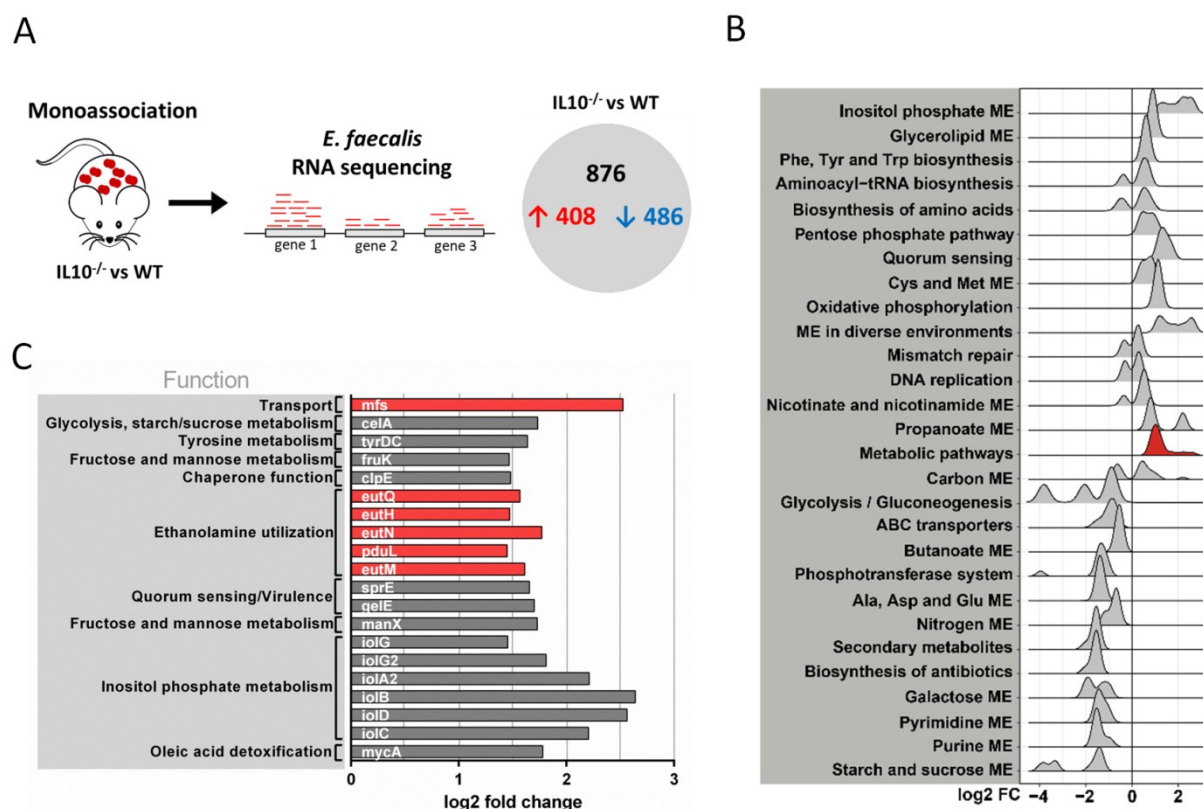 A
Monoassociation
IL10-/- vs WT
E. faecalis
RNA sequencing
gene 1 gene 2 gene 3
IL10-/- vs WT
876
↑ 408 ↓ 486
B
Inositol phosphate ME
Glycerolipid ME
Phe, Tyr and Trp biosynthesis
Aminoacyl-tRNA biosynthesis
Biosynthesis of amino acids
Pentose phosphate pathway
Quorum sensing
Cys and Met ME
Oxidative phosphorylation
ME in diverse environments
Mismatch repair
DNA replication
Nicotinate and nicotinamide ME
Propanoate ME
Metabolic pathways
Carbon ME
Glycolysis / Gluconeogenesis
ABC transporters
Butanoate ME
Phosphotransferase system
Ala, Asp and Glu ME
Nitrogen ME
Secondary metabolites
Biosynthesis of antibiotics
Galactose ME
Pyrimidine ME
Purine ME
Starch and sucrose ME
log2 FC −4 −2 0 2
C
Function
Transport mfs
Glycolysis, starch/sucrose metabolism celA
Tyrosine metabolism tyrDC
Fructose and mannose metabolism fruK
Chaperone function clpE
eutQ
eutH
Ethanolamine utilization eutN
pduL
eutM
Quorum sensing/Virulence sprE
gelE
Fructose and mannose metabolism manX
iolG
iolG2
Inositol phosphate metabolism iolA2
iolB
iolD
iolC
Oleic acid detoxification mycA
0 1 2 3
log2 fold change